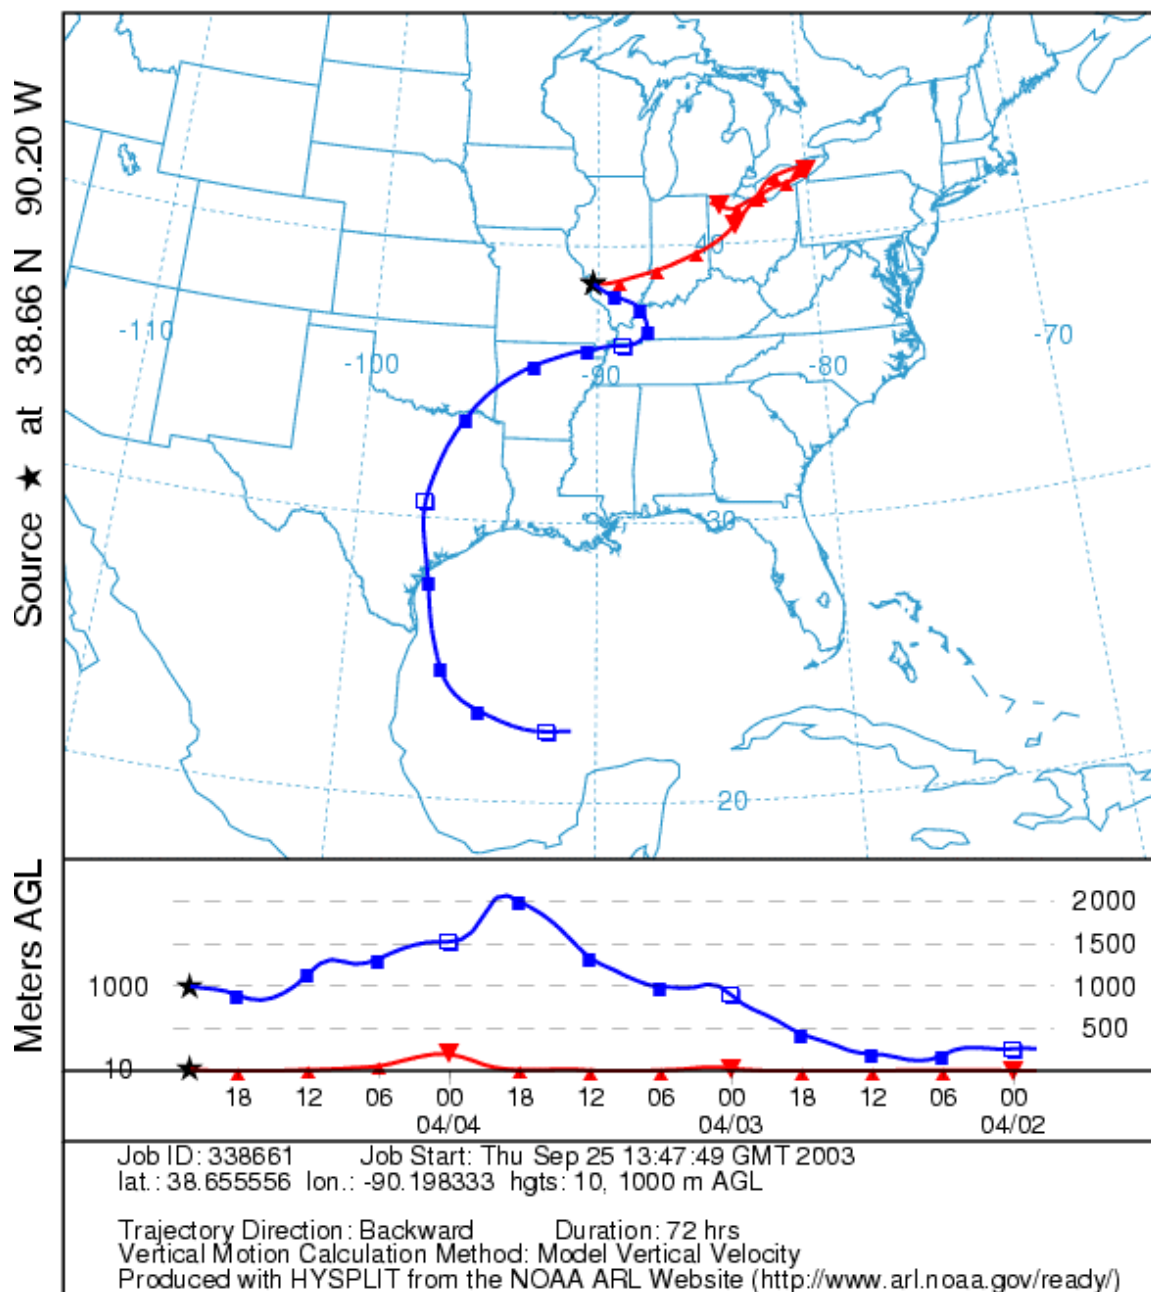 Source ★ at 38.66 N 90.20 W
-110
-100
-90
-80
-70
40
30
20
Meters AGL
2000
1500
1000
1000
500
10
18 12 06 00 18 12 06 00 18 12 06 00
04/04 04/03 04/02
Job ID: 338661 Job Start: Thu Sep 25 13:47:49 GMT 2003
lat.: 38.655556 lon.: -90.198333 hgts: 10, 1000 m AGL
Trajectory Direction: Backward Duration: 72 hrs
Vertical Motion Calculation Method: Model Vertical Velocity
Produced with HYSPLIT from the NOAA ARL Website (http://www.arl.noaa.gov/ready/)